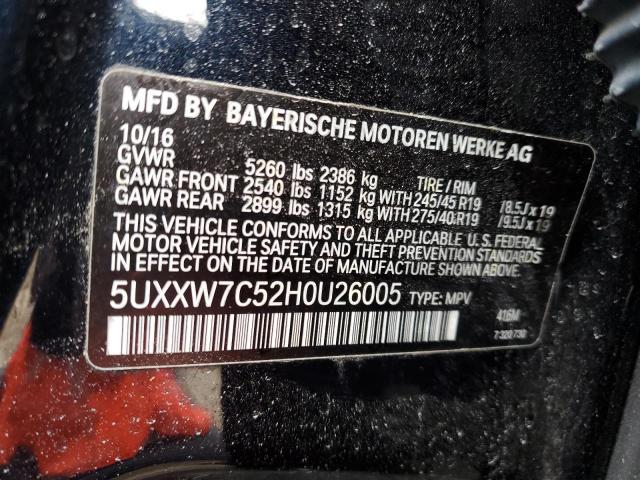 MFD BY BAYERISCHE MOTOREN WERKE AG
10/16
GVWR 5260 lbs 2386 kg TIRE / RIM
GAWR FRONT 2540 lbs 1152 kg WITH 245/45 R19 /8.5J x 19
GAWR REAR 2899 lbs 1315 kg WITH 275/40 R19 /9.5J x 19
THIS VEHICLE CONFORMS TO ALL APPLICABLE U.S. FEDERAL
MOTOR VEHICLE SAFETY AND THEFT PREVENTION STANDARDS
IN EFFECT ON THE DATE OF MANUFACTURE SHOWN ABOVE.
5UXXW7C52H0U26005 TYPE: MPV 416M
7 320 730